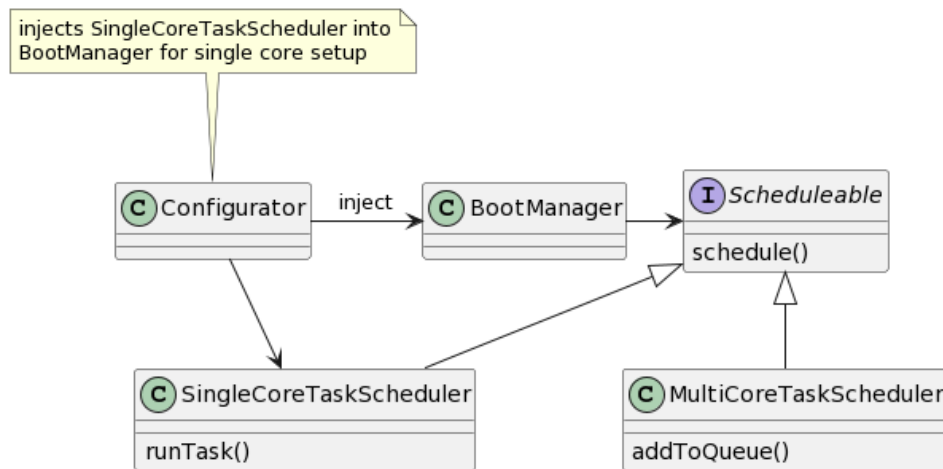 injects SingleCoreTaskScheduler into
BootManager for single core setup
C Configurator
inject
C BootManager
I Scheduleable
schedule()
C SingleCoreTaskScheduler
runTask()
C MultiCoreTaskScheduler
addToQueue()